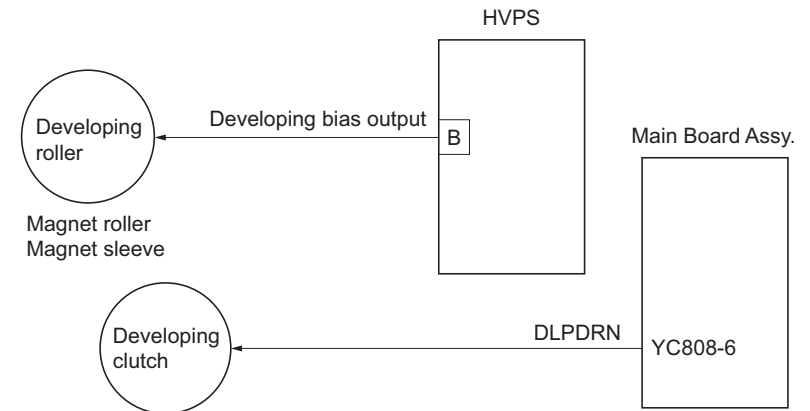 HVPS
Developing bias output
B
Developing
roller
Main Board Assy.
Magnet roller
Magnet sleeve
Developing
clutch
DLPDRN
YC808-6